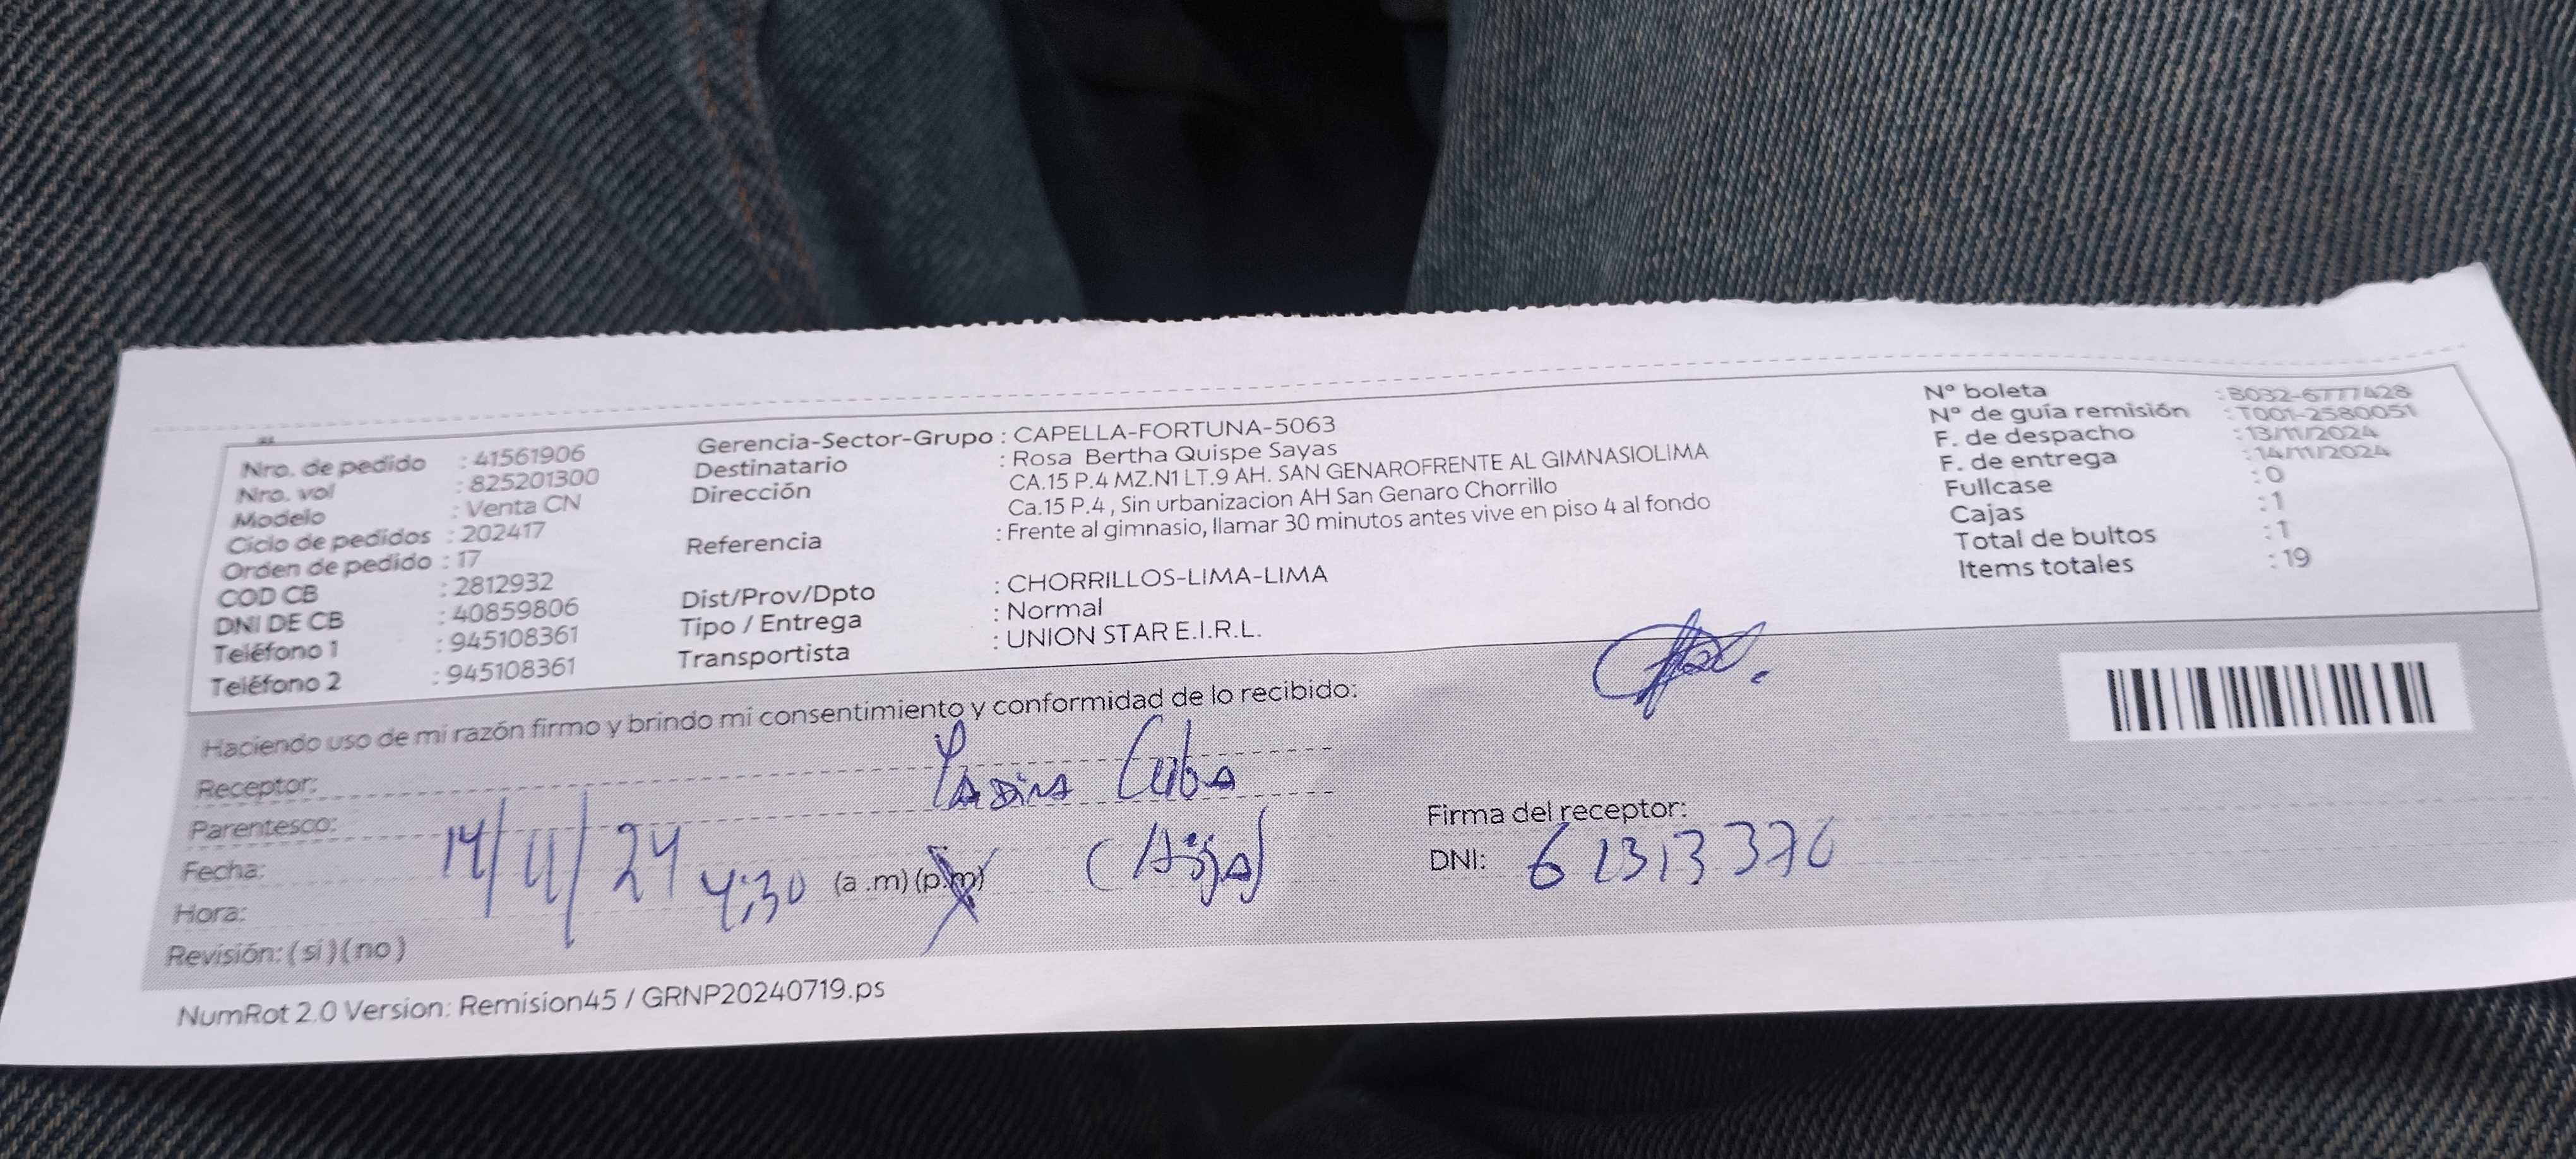 Nro. de pedido : 41561906
Nro. vol : 825201300
Modelo : Venta CN
Ciclo de pedidos : 202417
Orden de pedido : 17
COD CB : 2812932
DNI DE CB : 40859806
Teléfono 1 : 945108361
Teléfono 2 : 945108361
Gerencia-Sector-Grupo : CAPELLA-FORTUNA-5063
Destinatario : Rosa Bertha Quispe Sayas
Dirección CA.15 P.4 MZ.N1 LT.9 AH. SAN GENAROFRENTE AL GIMNASIOLIMA
Ca.15 P.4 , Sin urbanizacion AH San Genaro Chorrillo
Referencia : Frente al gimnasio, llamar 30 minutos antes vive en piso 4 al fondo
Dist/Prov/Dpto : CHORRILLOS-LIMA-LIMA
Tipo / Entrega : Normal
Transportista : UNION STAR E.I.R.L.
Nº boleta : B032-6777428
Nº de guía remisión : T001-2580051
F. de despacho : 13/11/2024
F. de entrega : 14/11/2024
Fullcase : 0
Cajas : 1
Total de bultos : 1
Items totales : 19
Haciendo uso de mi razón firmo y brindo mi consentimiento y conformidad de lo recibido:
Receptor: Cuba
Parentesco:
Fecha: 14/11/24
Hora: 4:30 (a .m) (p.m)
Revisión: ( si ) ( no )
Firma del receptor:
DNI:
NumRot 2.0 Version: Remision45 / GRNP20240719.ps